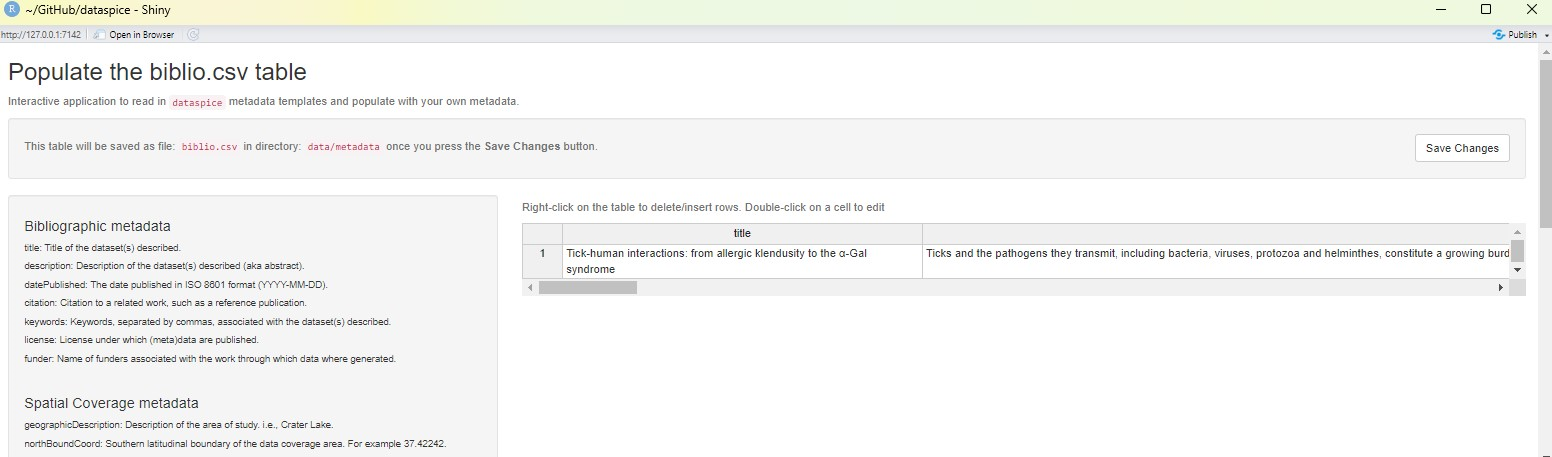 R ~/GitHub/dataspice - Shiny
http://127.0.0.1:7142 Open in Browser Publish
Populate the biblio.csv table
Interactive application to read in dataspice metadata templates and populate with your own metadata.
This table will be saved as file: biblio.csv in directory: data/metadata once you press the Save Changes button.
Save Changes
Bibliographic metadata
title: Title of the dataset(s) described.
description: Description of the dataset(s) described (aka abstract).
datePublished: The date published in ISO 8601 format (YYYY-MM-DD).
citation: Citation to a related work, such as a reference publication.
keywords: Keywords, separated by commas, associated with the dataset(s) described.
license: License under which (meta)data are published.
funder: Name of funders associated with the work through which data where generated.
Spatial Coverage metadata
geographicDescription: Description of the area of study. i.e., Crater Lake.
northBoundCoord: Southern latitudinal boundary of the data coverage area. For example 37.42242.
Right-click on the table to delete/insert rows. Double-click on a cell to edit
title
1 Tick-human interactions: from allergic klendusity to the α-Gal
syndrome
Ticks and the pathogens they transmit, including bacteria, viruses, protozoa and helminthes, constitute a growing burd